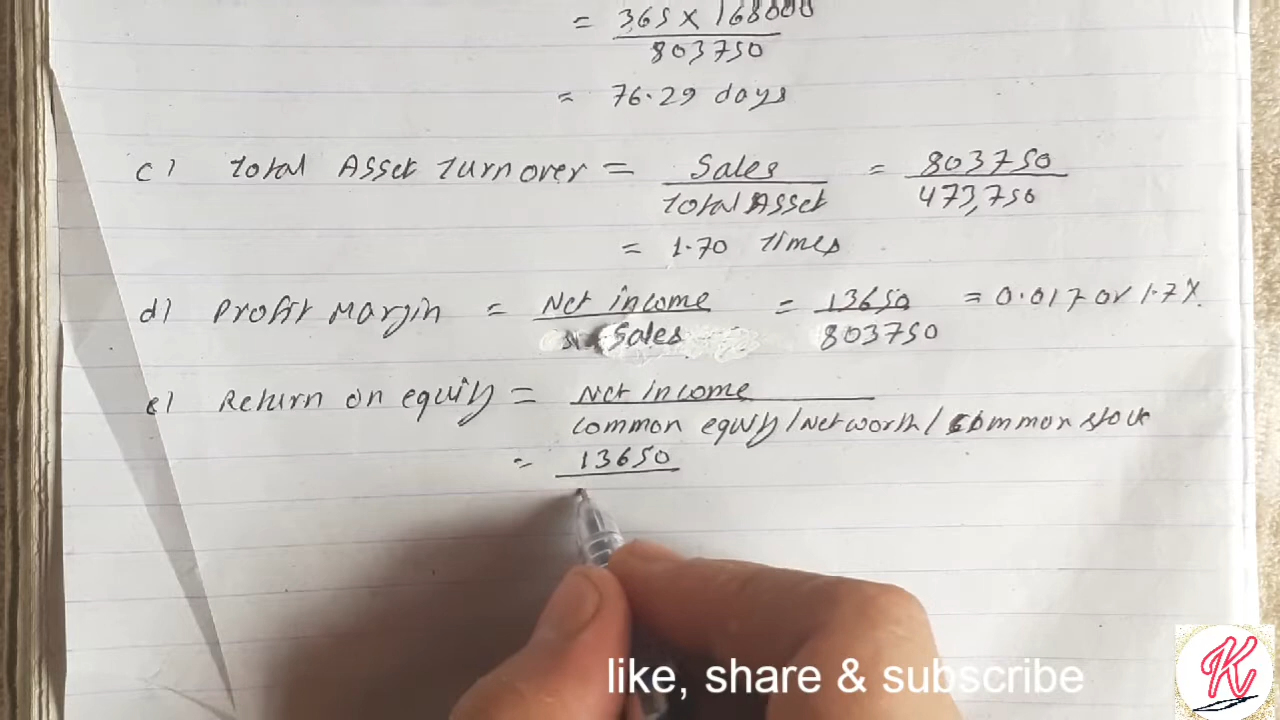 = 365 × 168000
803750
= 76.29 days
c) Total Asset Turnover = Sales = 803750
Total Asset 473,750
= 1.70 times
d) Profit Margin = Net income = 13650 = 0.017 or 1.7%.
Sales 803750
e) Return on equity = Net income
common equity/Net worth/common stock
= 13650
like, share & subscribe
K